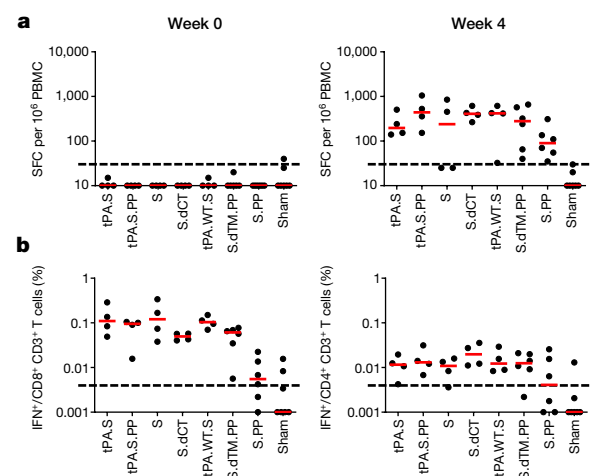 a
Week 0
Week 4
SFC per 10⁶ PBMC
10,000
1,000
100
10
tPA.S
tPA.S.PP
S
S.dCT
tPA.WT.S
S.dTM.PP
S.PP
Sham
SFC per 10⁶ PBMC
10,000
1,000
100
10
tPA.S
tPA.S.PP
S
S.dCT
tPA.WT.S
S.dTM.PP
S.PP
Sham
b
IFN⁺/CD8⁺ CD3⁺ T cells (%)
1
0.1
0.01
0.001
tPA.S
tPA.S.PP
S
S.dCT
tPA.WT.S
S.dTM.PP
S.PP
Sham
IFN⁺/CD4⁺ CD3⁺ T cells (%)
1
0.1
0.01
0.001
tPA.S
tPA.S.PP
S
S.dCT
tPA.WT.S
S.dTM.PP
S.PP
Sham